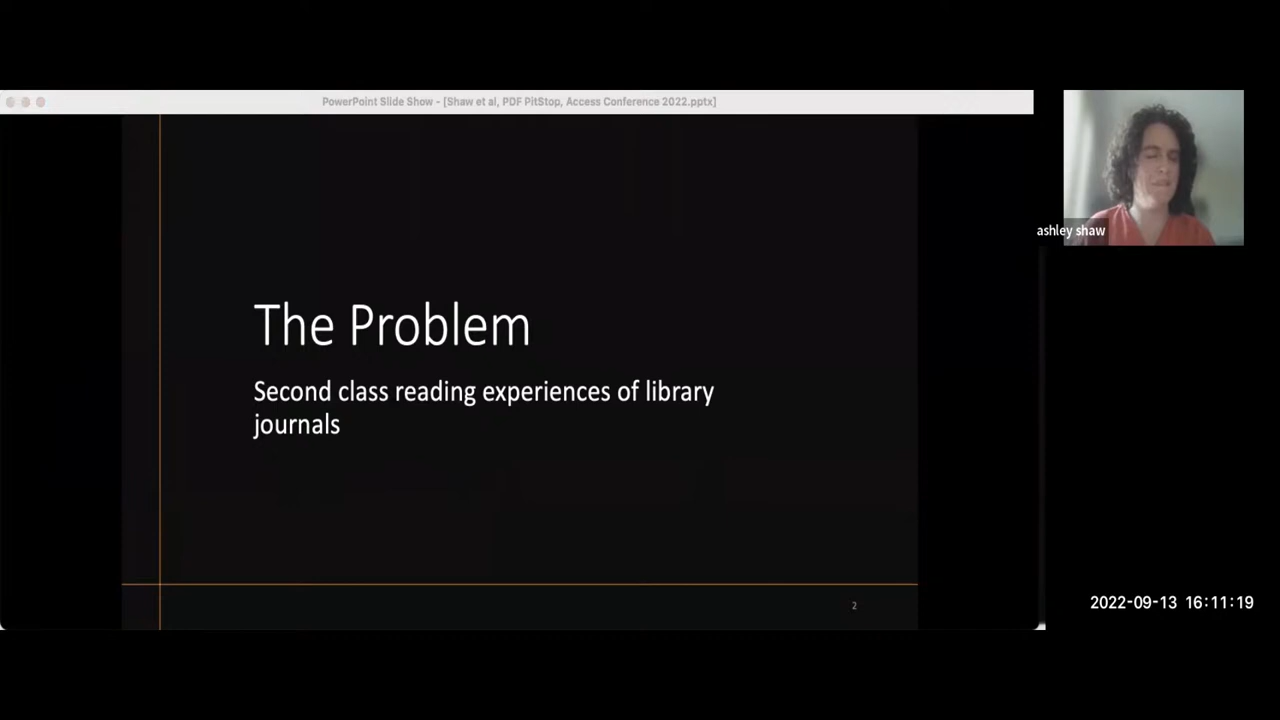 PowerPoint Slide Show - [Shaw et al, PDF PitStop, Access Conference 2022.pptx]
The Problem
Second class reading experiences of library
journals
2
ashley shaw
2022-09-13 16:11:19